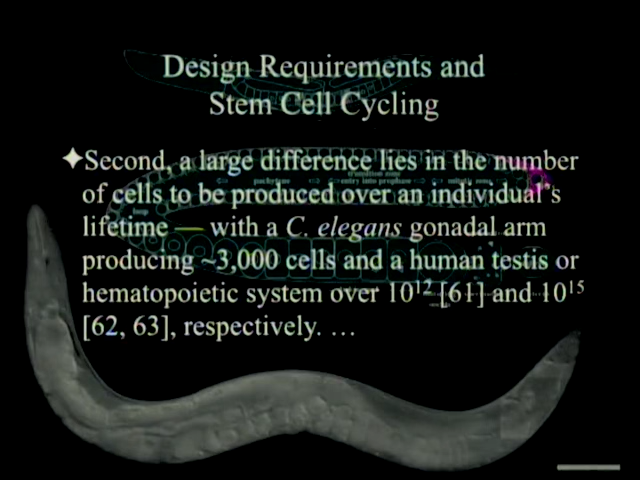 Design Requirements and
Stem Cell Cycling
✦Second, a large difference lies in the number
of cells to be produced over an individual's
lifetime — with a C. elegans gonadal arm
producing ~3,000 cells and a human testis or
hematopoietic system over 10¹² [61] and 10¹⁵
[62, 63], respectively. …